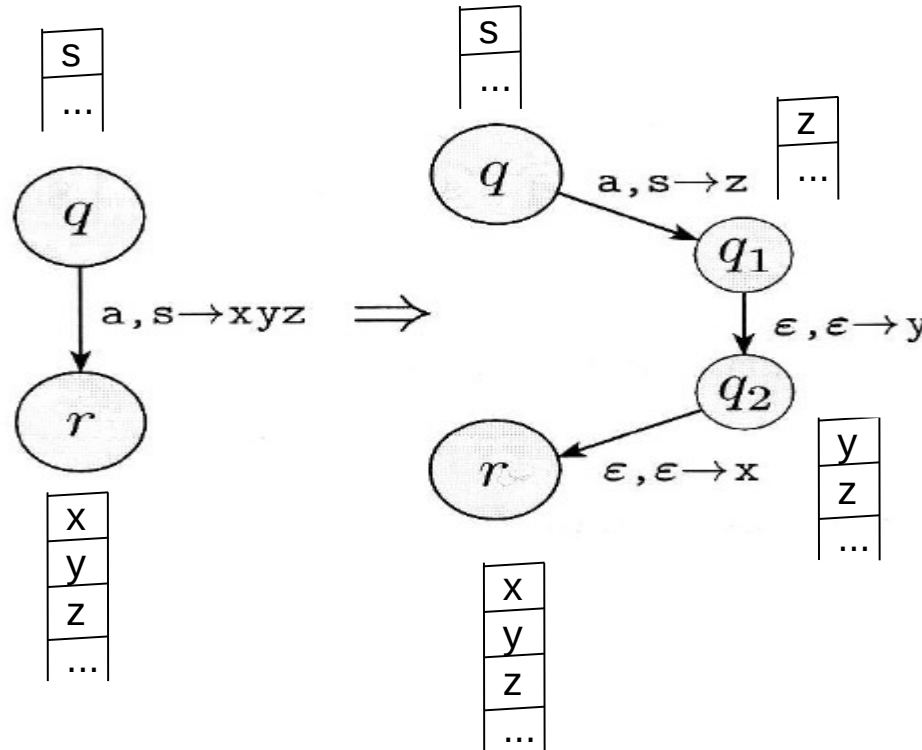 s
...
q
a,s→xyz
r
x
y
z
...
⇒
s
...
q
a,s→z
z
...
q1
ε,ε→y
q2
y
z
...
ε,ε→x
r
x
y
z
...